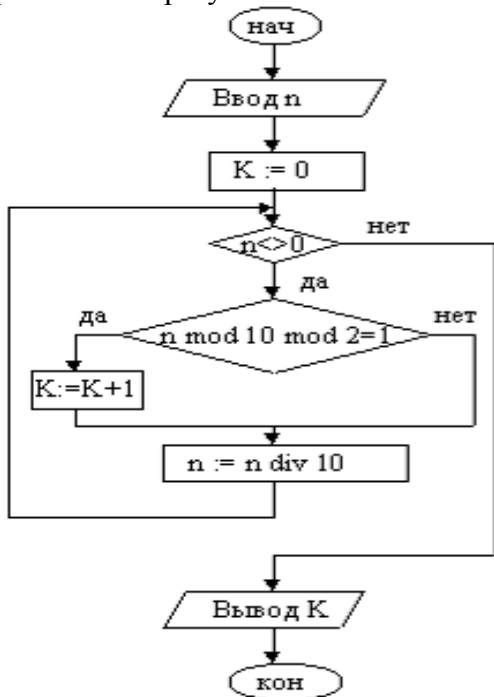 нач
Ввод n
K := 0
n<>0
нет
да
да
n mod 10 mod 2=1
нет
K:=K+1
n := n div 10
Вывод K
кон